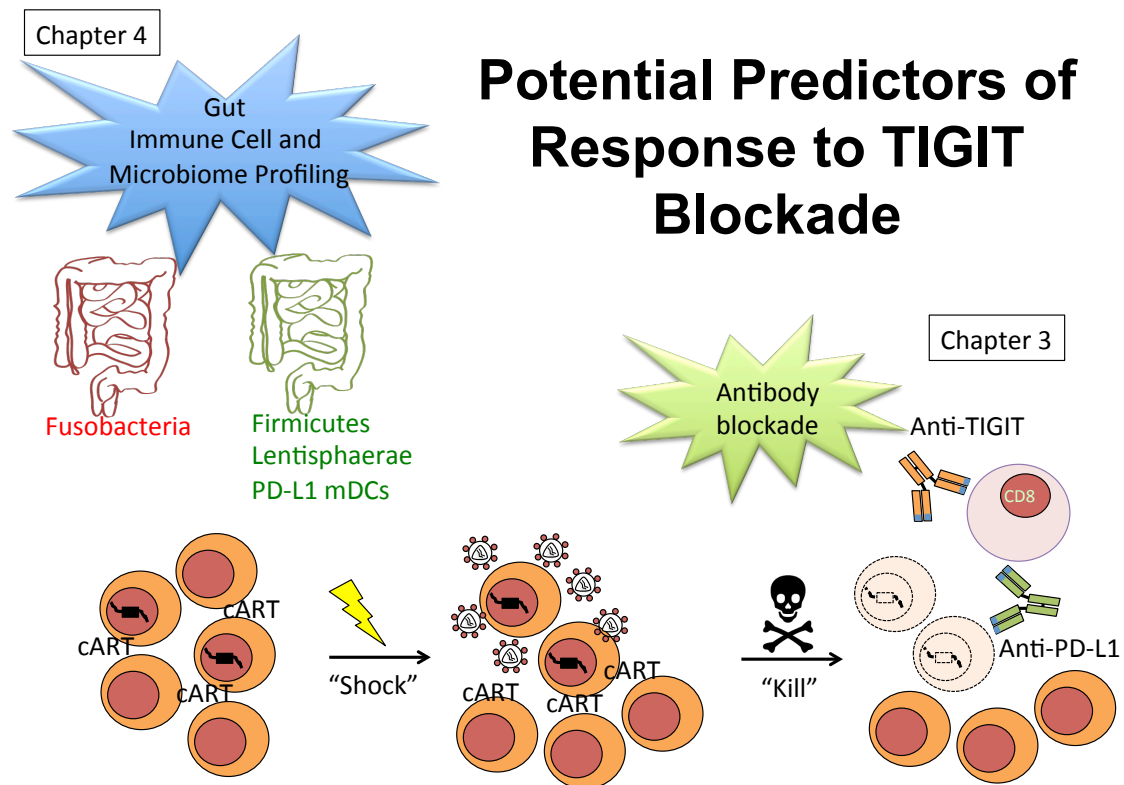 Chapter 4
Gut
Immune Cell and
Microbiome Profiling
Potential Predictors of
Response to TIGIT
Blockade
Fusobacteria
Firmicutes
Lentisphaerae
PD-L1 mDCs
Chapter 3
Antibody
blockade
Anti-TIGIT
CD8
Anti-PD-L1
cART
cART
cART
"Shock"
cART
cART
cART
"Kill"